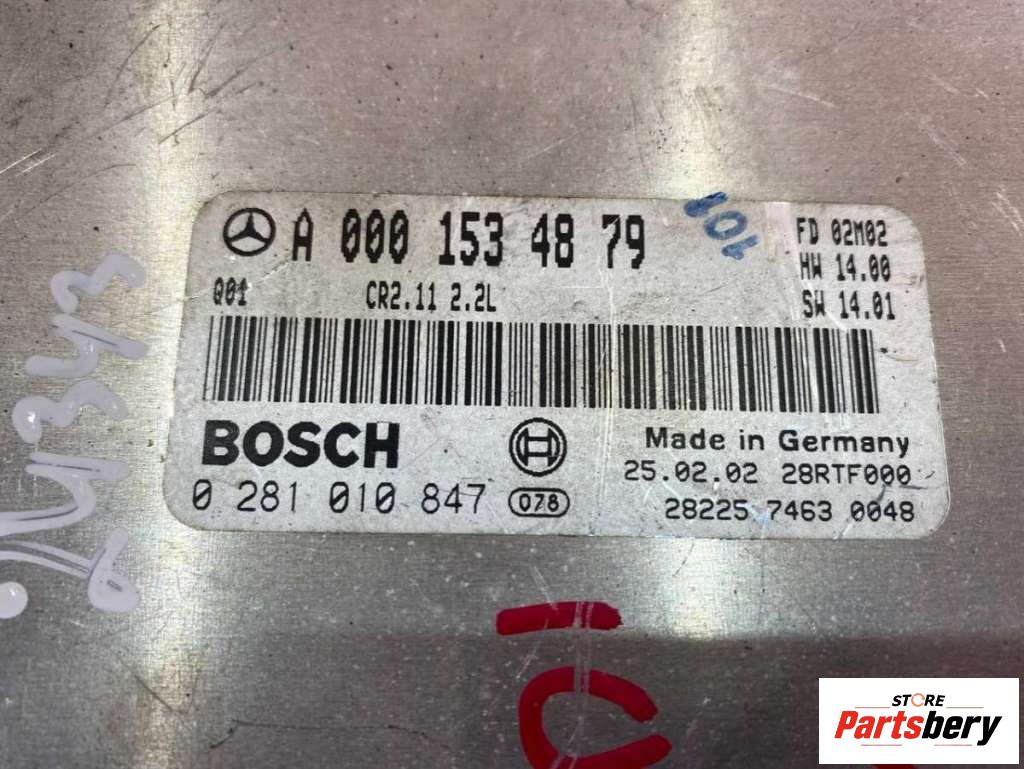 A 000 153 48 79
FD 02M02
HW 14.00
Q01 CR2.11 2.2L
SW 14.01
BOSCH
Made in Germany
25.02.02 28RTF000
0 281 010 847 078
28225 7463 0048
STORE
Partsbery